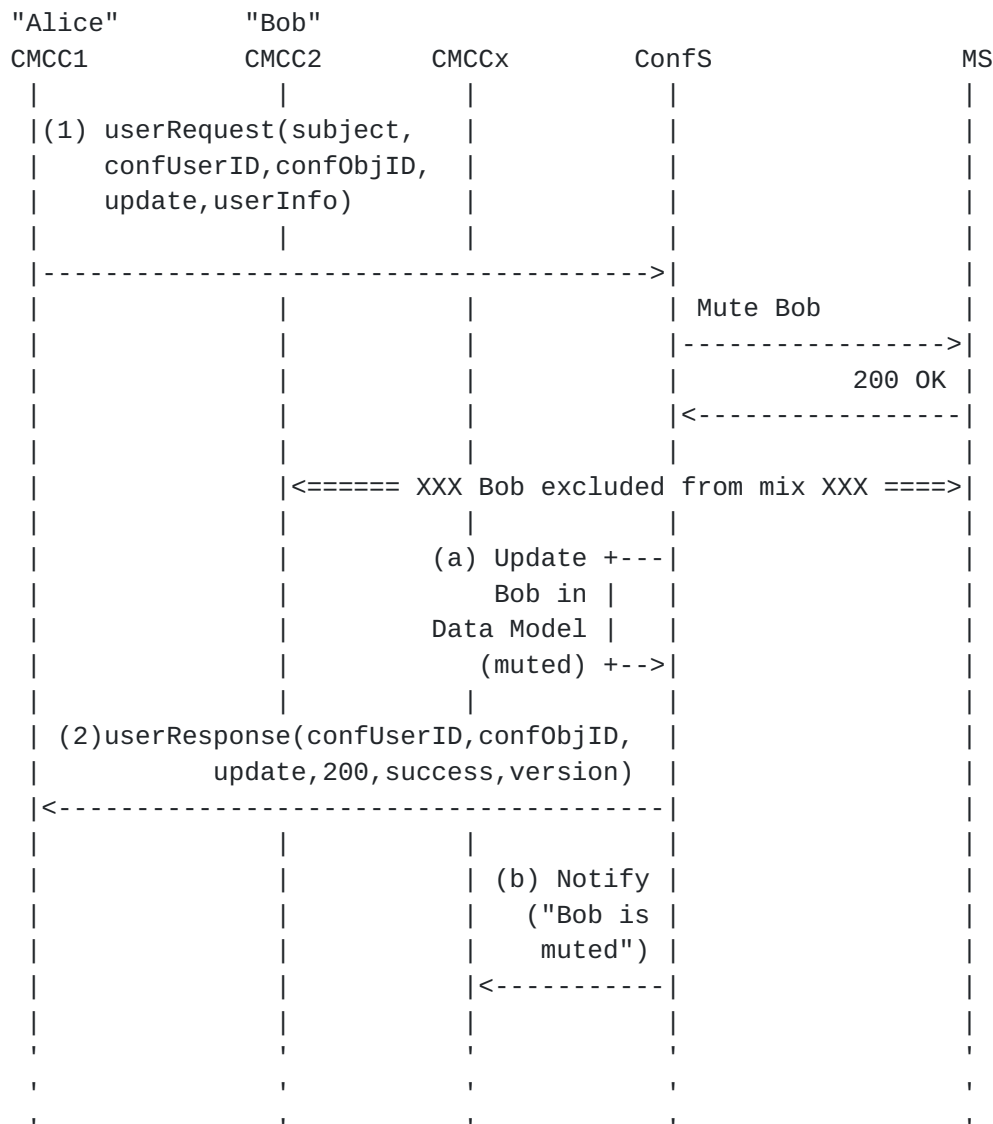 "Alice" "Bob"
CMCC1 CMCC2 CMCCx ConfS MS
(1) userRequest(subject,
confUserID,confObjID,
update,userInfo)
Mute Bob
200 OK
<====== XXX Bob excluded from mix XXX ====>
(a) Update +---
Bob in
Data Model
(muted) +-->
(2)userResponse(confUserID,confObjID,
update,200,success,version)
(b) Notify
("Bob is
muted")